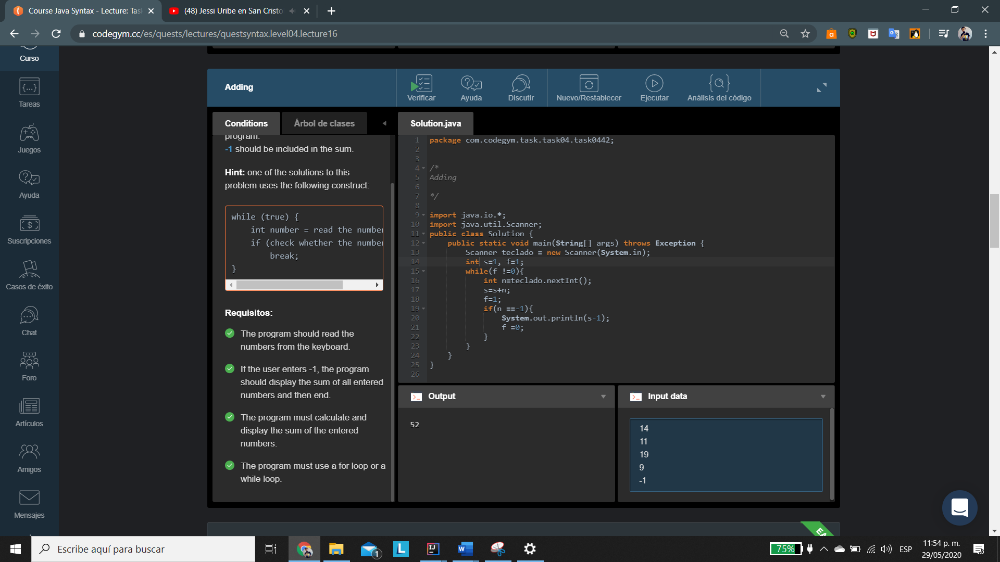 Course Java Syntax - Lecture: Tas
(48) Jessi Uribe en San Cristo
codegym.cc/es/quests/lectures/questsyntax.level04.lecture16
Curso
Tareas
Juegos
Ayuda
Suscripciones
Casos de éxito
Chat
Foro
Artículos
Amigos
Mensajes
Adding
Verificar
Ayuda
Discutir
Nuevo/Restablecer
Ejecutar
Análisis del código
Conditions
Árbol de clases
program.
-1 should be included in the sum.
Hint: one of the solutions to this
problem uses the following construct:
while (true) {
int number = read the number
if (check whether the number
break;
}
Requisitos:
The program should read the
numbers from the keyboard.
If the user enters -1, the program
should display the sum of all entered
numbers and then end.
The program must calculate and
display the sum of the entered
numbers.
The program must use a for loop or a
while loop.
Solution.java
1 package com.codegym.task.task04.task0442;
2
3
4 /*
5 Adding
6
7 */
8
9 import java.io.*;
10 import java.util.Scanner;
11 public class Solution {
12 public static void main(String[] args) throws Exception {
13 Scanner teclado = new Scanner(System.in);
14 int s=1, f=1;
15 while(f !=0){
16 int n=teclado.nextInt();
17 s=s+n;
18 f=1;
19 if(n ==-1){
20 System.out.println(s-1);
21 f =0;
22 }
23 }
24 }
25 }
26
Output
52
Input data
14
11
19
9
-1
Escribe aquí para buscar
1
L
IJ
W
75%
ESP
11:54 p. m.
29/05/2020